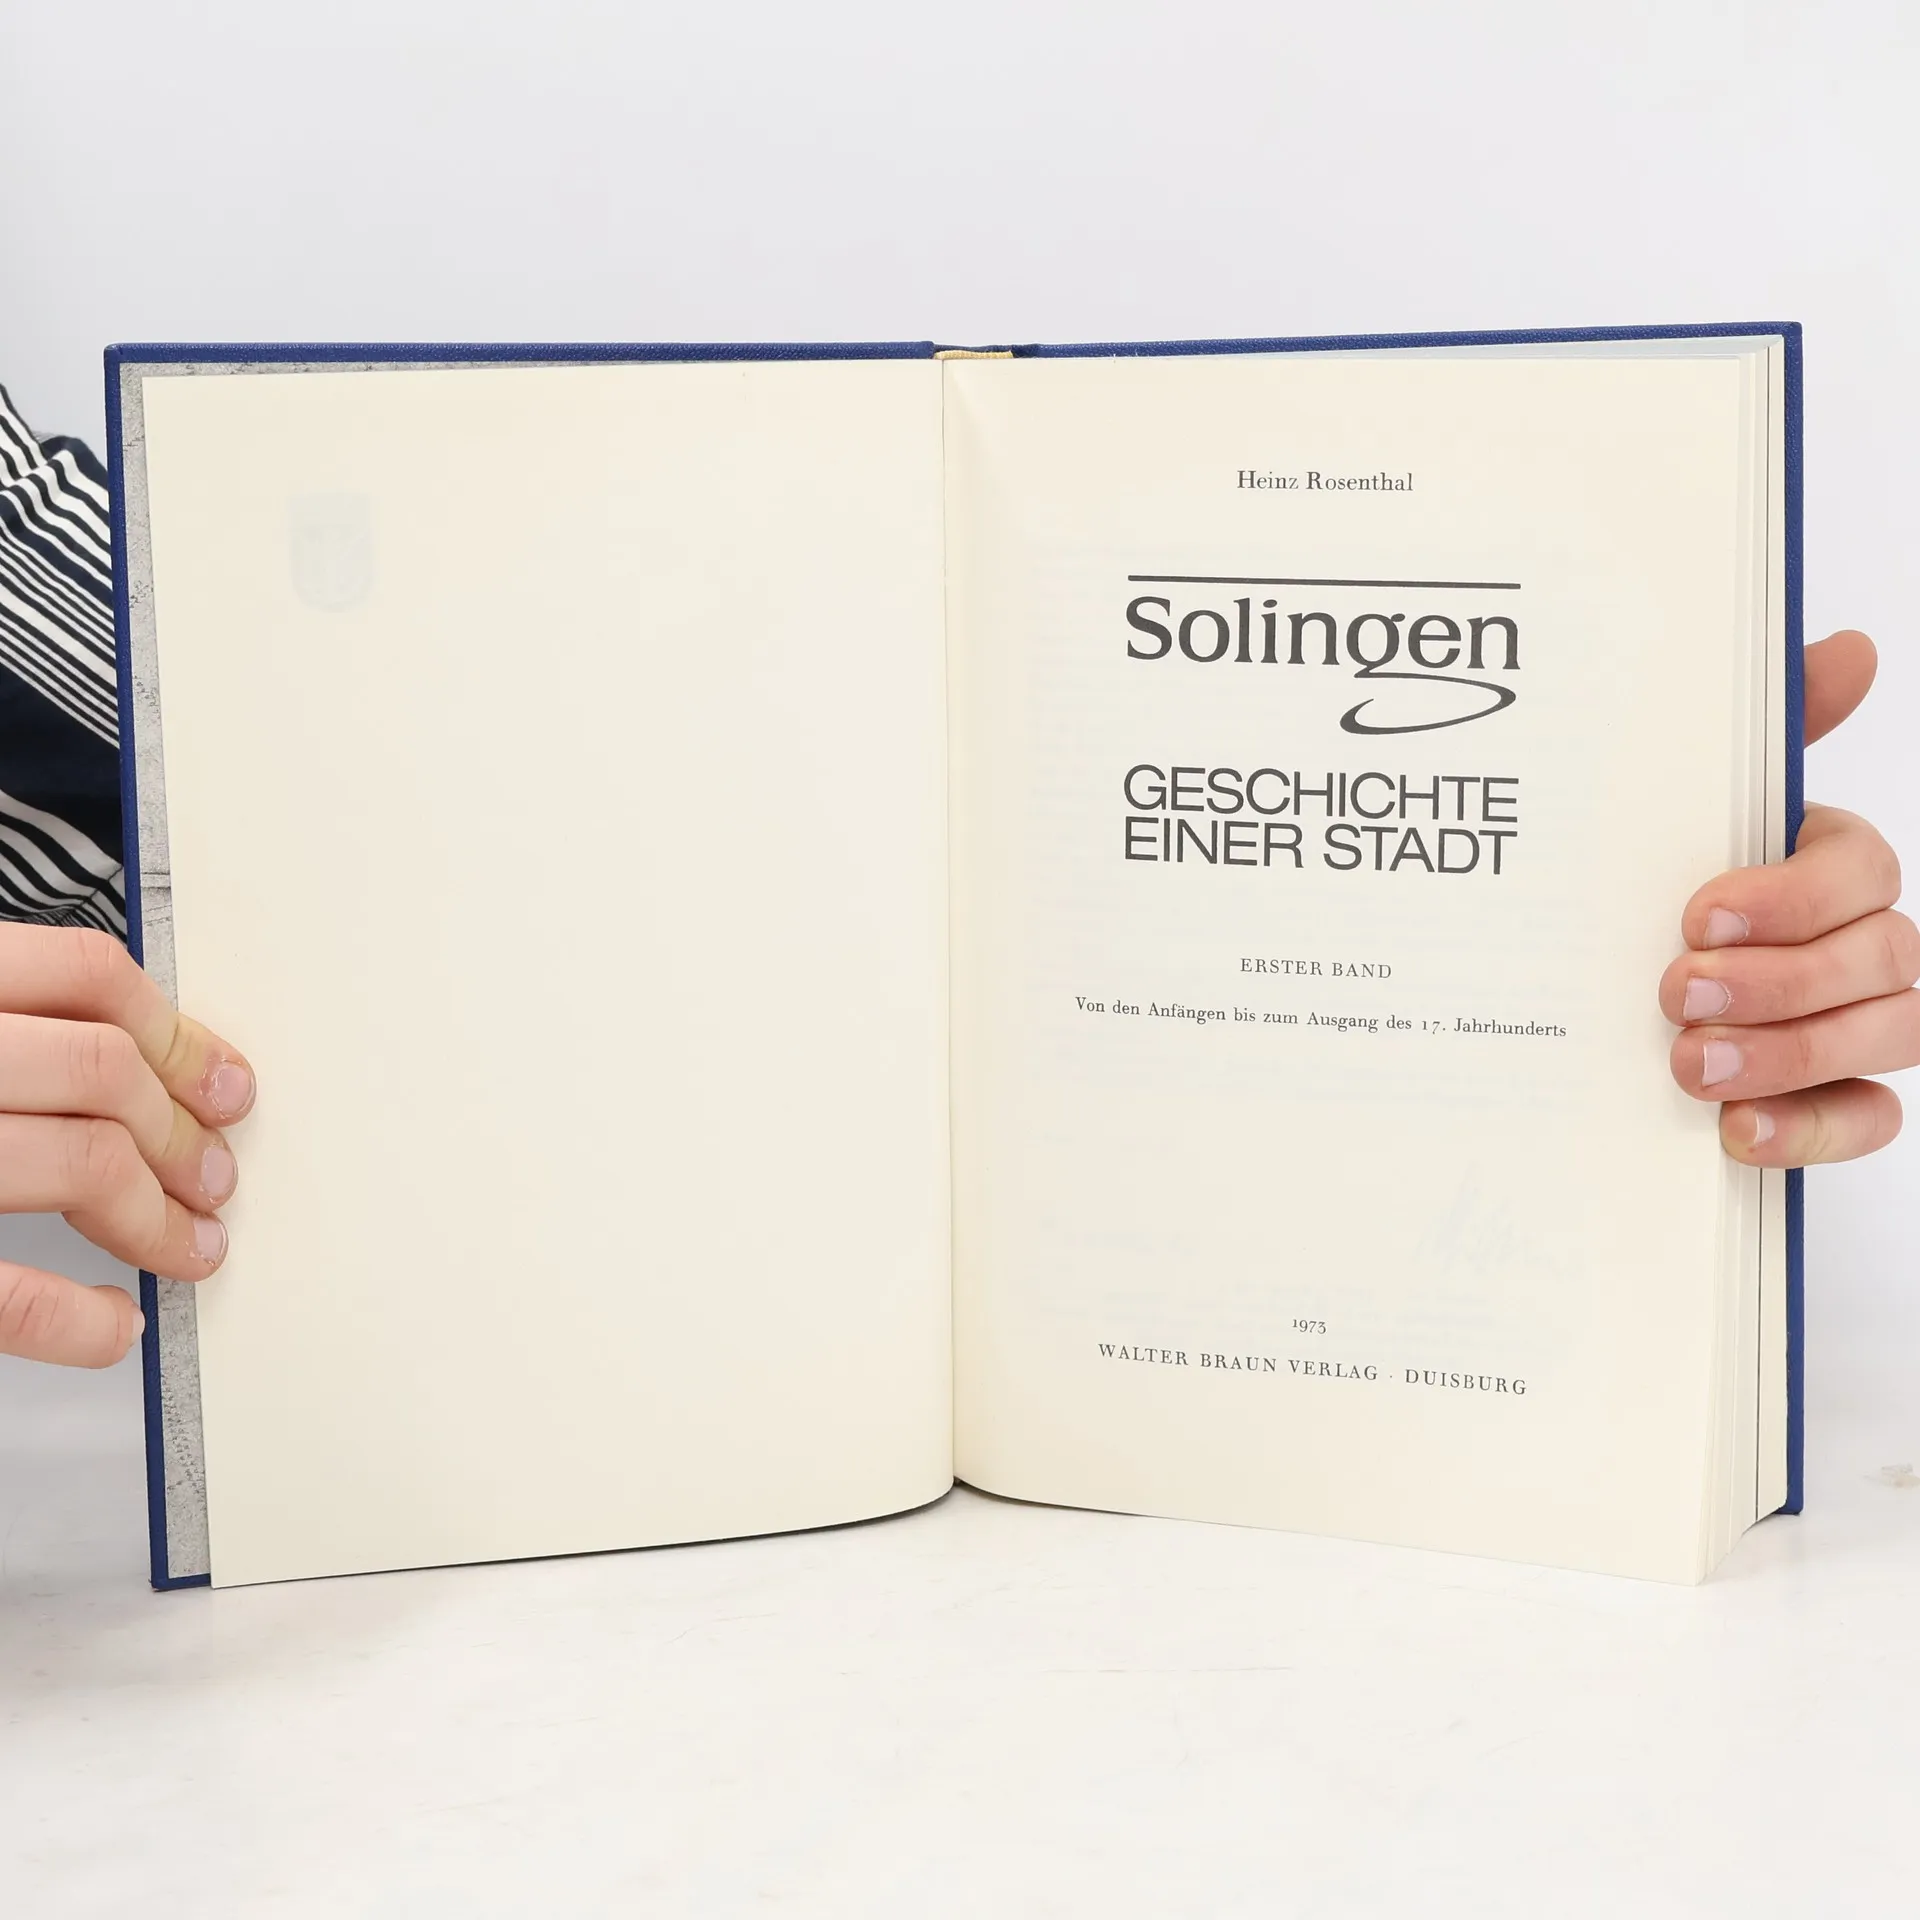 Heinz Rosenthal
Solingen
GESCHICHTE
EINER STADT
ERSTER BAND
Von den Anfängen bis zum Ausgang des 17. Jahrhunderts
1973
WALTER BRAUN VERLAG · DUISBURG